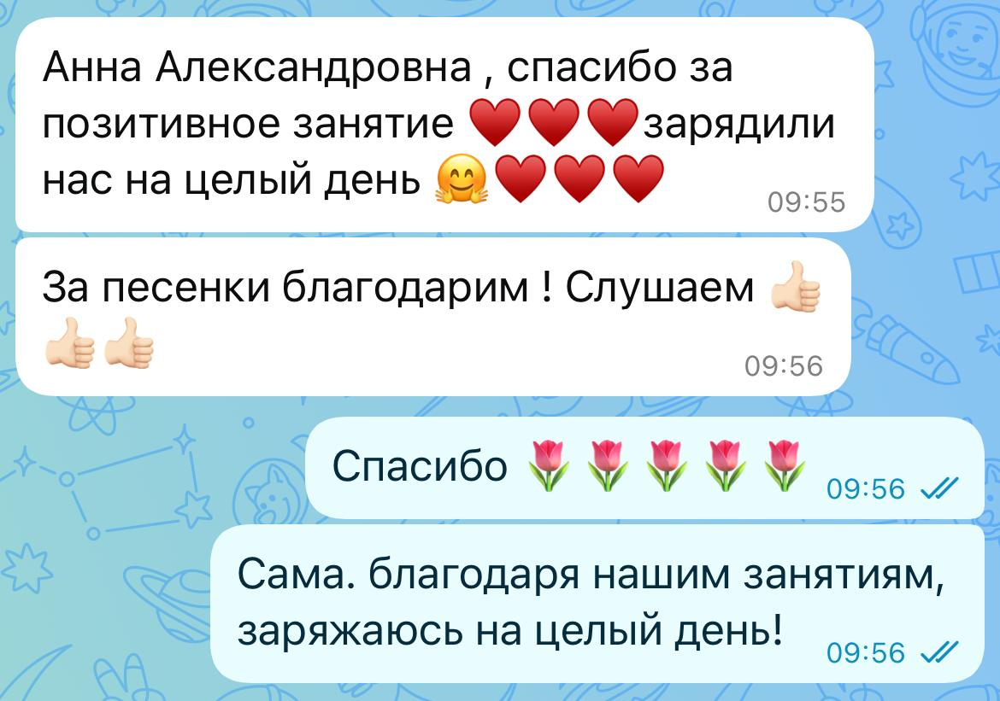 Анна Александровна , спасибо за
позитивное занятие ♥️♥️♥️зарядили
нас на целый день 🤗♥️♥️♥️
09:55
За песенки благодарим ! Слушаем 👍🏻
👍🏻👍🏻
09:56
Спасибо 🌷🌷🌷🌷🌷 09:56
Сама. благодаря нашим занятиям,
заряжаюсь на целый день!
09:56